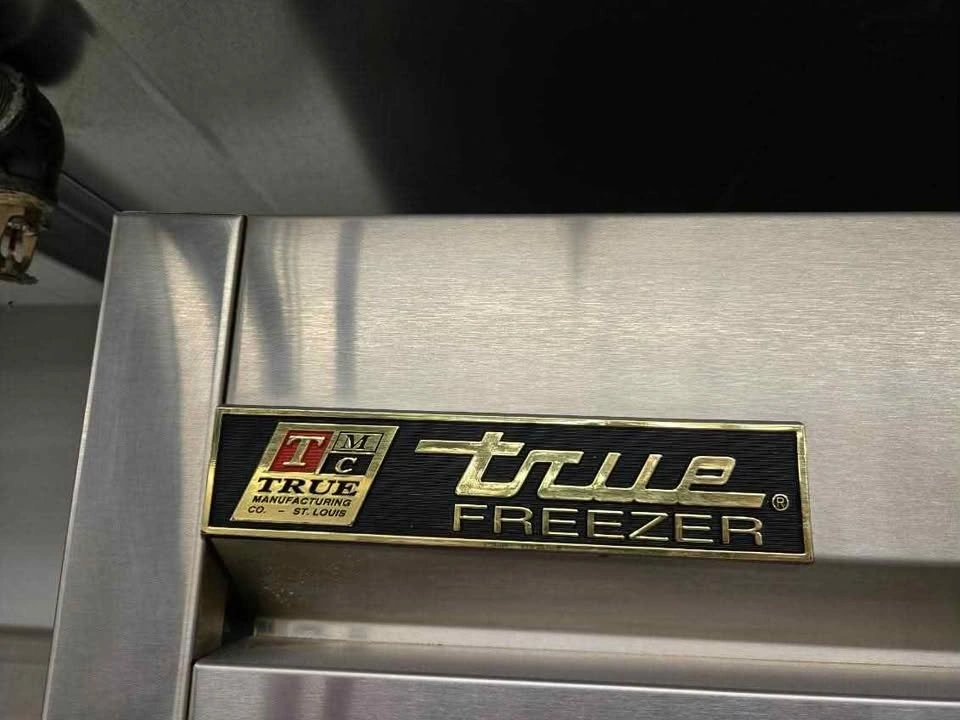 T M
C
TRUE
MANUFACTURING
CO. - ST. LOUIS
true ®
FREEZER